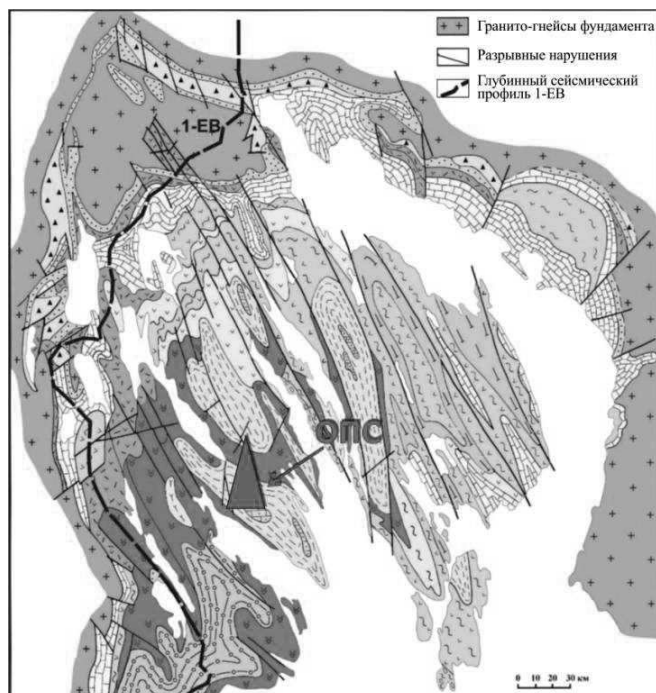 Гранито-гнейсы фундамента
Разрывные нарушения
Глубинный сейсмический
профиль 1-ЕВ
1-ЕВ
ОПС
0 10 20 30 км